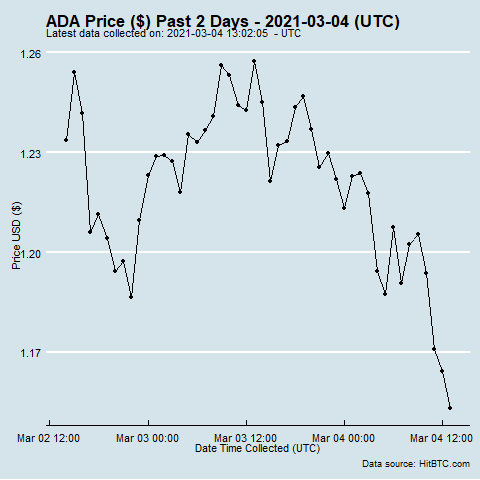 ADA Price ($) Past 2 Days - 2021-03-04 (UTC)
Latest data collected on: 2021-03-04 13:02:05  - UTC
1.26
1.23
1.20
1.17
Price USD ($)
Mar 02 12:00 Mar 03 00:00 Mar 03 12:00 Mar 04 00:00 Mar 04 12:00
Date Time Collected (UTC)
Data source: HitBTC.com